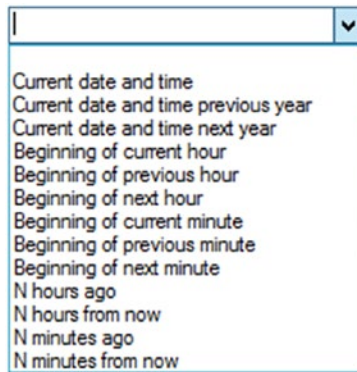 Current date and time
Current date and time previous year
Current date and time next year
Beginning of current hour
Beginning of previous hour
Beginning of next hour
Beginning of current minute
Beginning of previous minute
Beginning of next minute
N hours ago
N hours from now
N minutes ago
N minutes from now